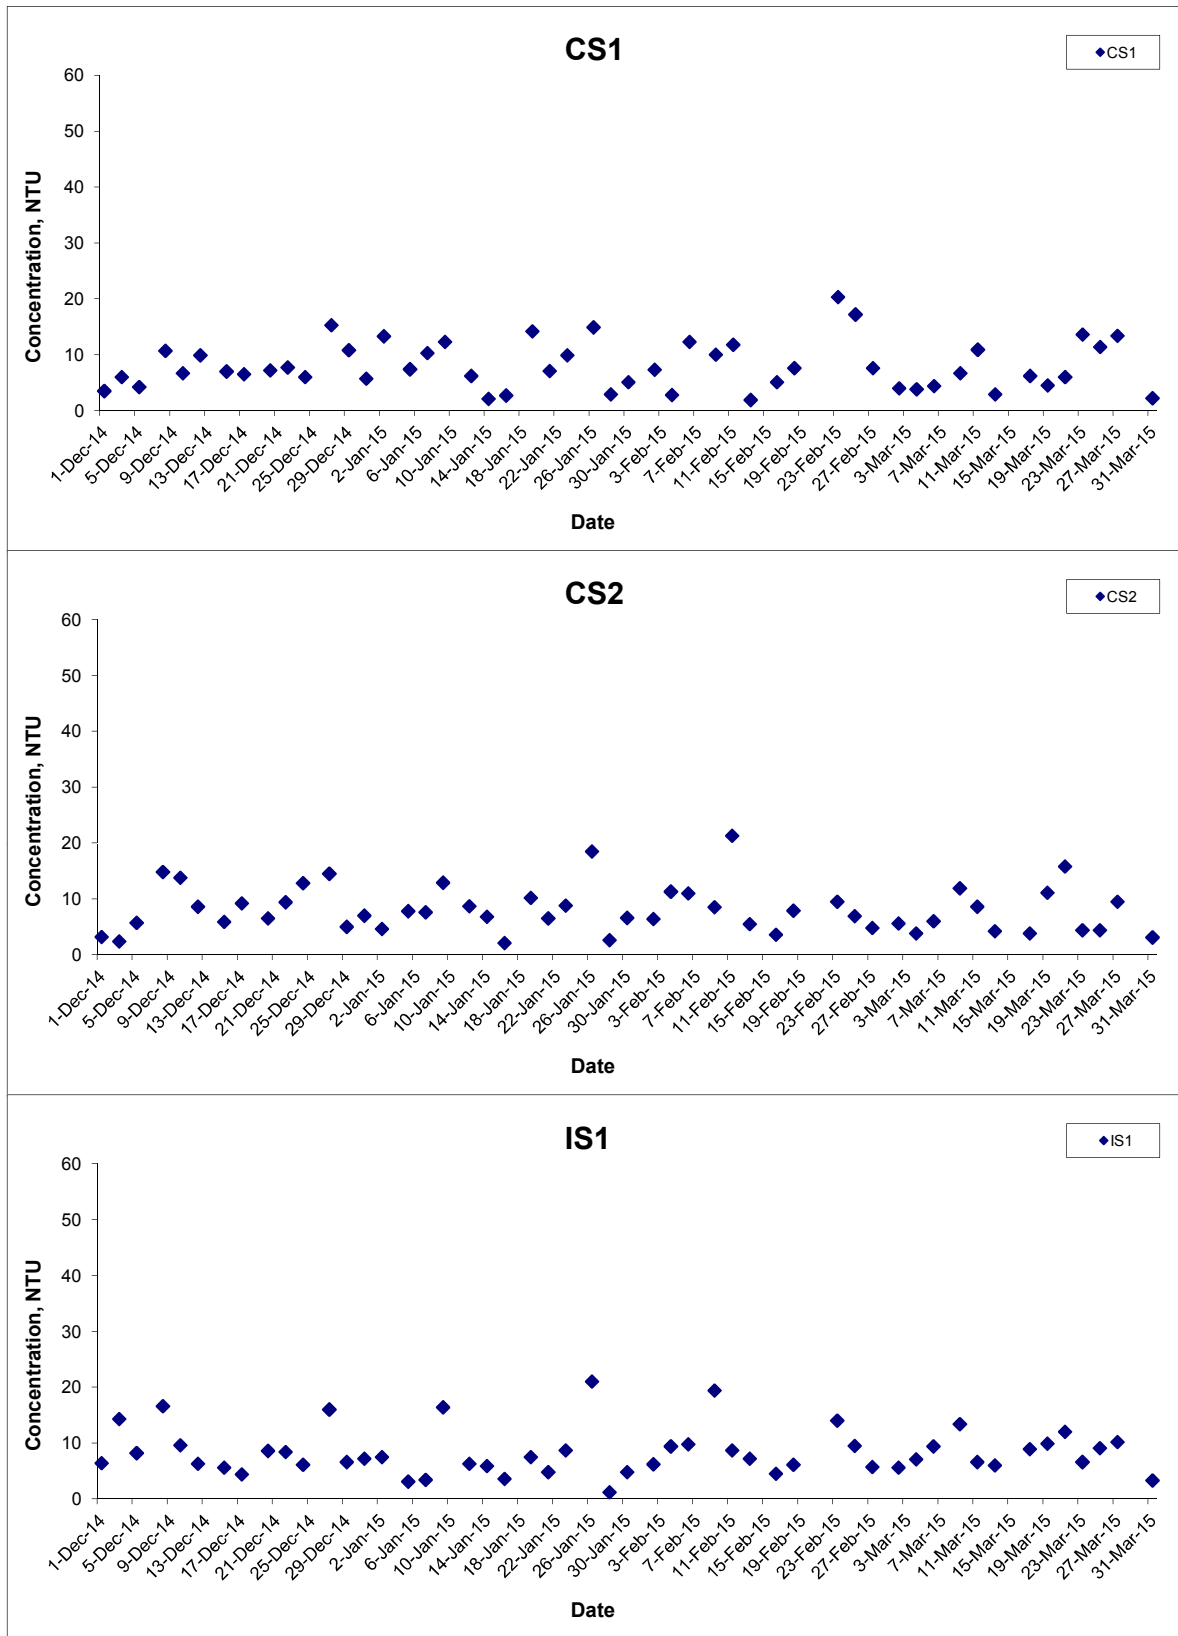 CS1
CS1
60
50
40
30
20
10
0
Concentration, NTU
1-Dec-14
5-Dec-14
9-Dec-14
13-Dec-14
17-Dec-14
21-Dec-14
25-Dec-14
29-Dec-14
2-Jan-15
6-Jan-15
10-Jan-15
14-Jan-15
18-Jan-15
22-Jan-15
26-Jan-15
30-Jan-15
3-Feb-15
7-Feb-15
11-Feb-15
15-Feb-15
19-Feb-15
23-Feb-15
27-Feb-15
3-Mar-15
7-Mar-15
11-Mar-15
15-Mar-15
19-Mar-15
23-Mar-15
27-Mar-15
31-Mar-15
Date
CS2
CS2
60
50
40
30
20
10
0
Concentration, NTU
1-Dec-14
5-Dec-14
9-Dec-14
13-Dec-14
17-Dec-14
21-Dec-14
25-Dec-14
29-Dec-14
2-Jan-15
6-Jan-15
10-Jan-15
14-Jan-15
18-Jan-15
22-Jan-15
26-Jan-15
30-Jan-15
3-Feb-15
7-Feb-15
11-Feb-15
15-Feb-15
19-Feb-15
23-Feb-15
27-Feb-15
3-Mar-15
7-Mar-15
11-Mar-15
15-Mar-15
19-Mar-15
23-Mar-15
27-Mar-15
31-Mar-15
Date
IS1
IS1
60
50
40
30
20
10
0
Concentration, NTU
1-Dec-14
5-Dec-14
9-Dec-14
13-Dec-14
17-Dec-14
21-Dec-14
25-Dec-14
29-Dec-14
2-Jan-15
6-Jan-15
10-Jan-15
14-Jan-15
18-Jan-15
22-Jan-15
26-Jan-15
30-Jan-15
3-Feb-15
7-Feb-15
11-Feb-15
15-Feb-15
19-Feb-15
23-Feb-15
27-Feb-15
3-Mar-15
7-Mar-15
11-Mar-15
15-Mar-15
19-Mar-15
23-Mar-15
27-Mar-15
31-Mar-15
Date